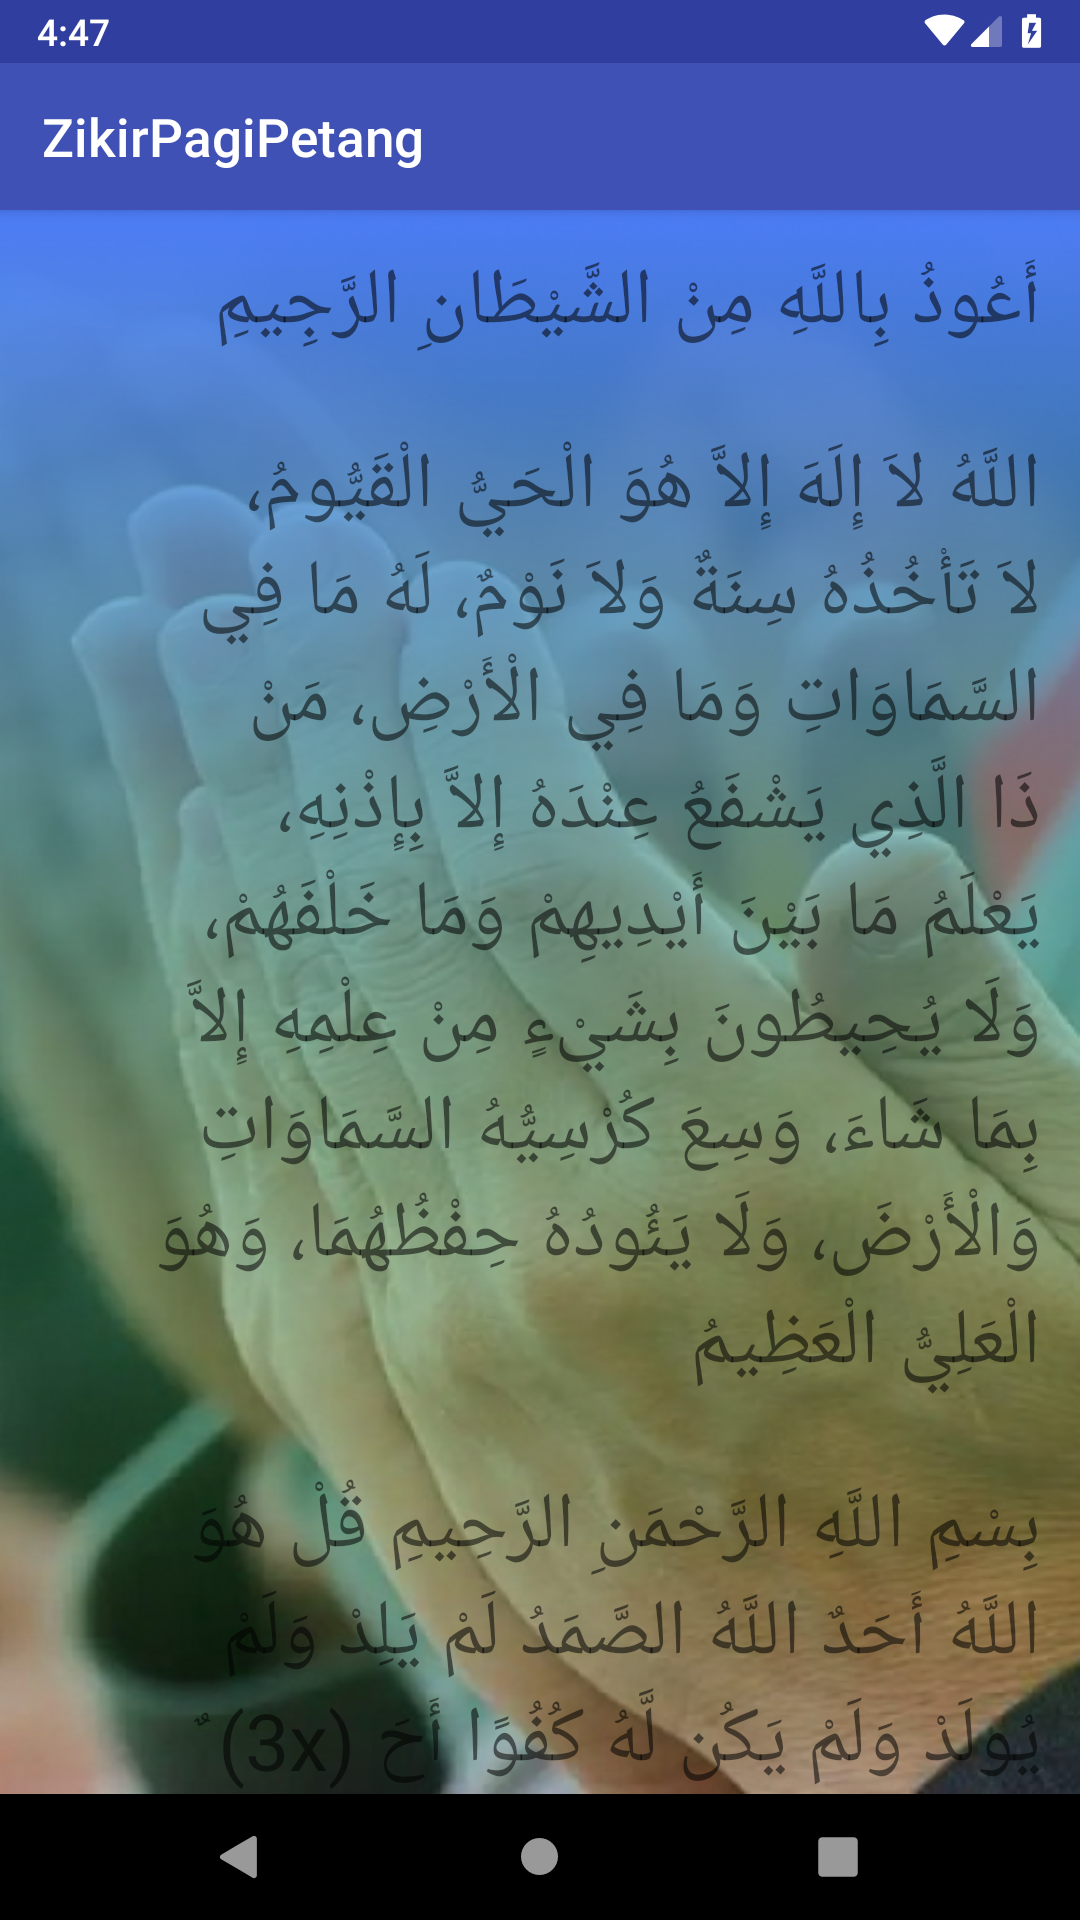 4:47
ZikirPagiPetang
أَعُوذُ بِاللَّهِ مِنْ الشَّيْطَانِ الرَّجِيمِ
اللَّهُ لاَ إِلَهَ إِلاَّ هُوَ الْحَيُّ الْقَيُّومُ،
لاَ تَأْخُذُهُ سِنَةٌ وَلاَ نَوْمٌ، لَهُ مَا فِي
السَّمَاوَاتِ وَمَا فِي الْأَرْضِ، مَنْ
ذَا الَّذِي يَشْفَعُ عِنْدَهُ إِلاَّ بِإِذْنِهِ،
يَعْلَمُ مَا بَيْنَ أَيْدِيهِمْ وَمَا خَلْفَهُمْ،
وَلَا يُحِيطُونَ بِشَيْءٍ مِنْ عِلْمِهِ إِلاَّ
بِمَا شَاءَ، وَسِعَ كُرْسِيُّهُ السَّمَاوَاتِ
وَالْأَرْضَ، وَلَا يَئُودُهُ حِفْظُهُمَا، وَهُوَ
الْعَلِيُّ الْعَظِيمُ
بِسْمِ اللَّهِ الرَّحْمَنِ الرَّحِيمِ قُلْ هُوَ
اللَّهُ أَحَدٌ اللَّهُ الصَّمَدُ لَمْ يَلِدْ وَلَمْ
يُولَدْ وَلَمْ يَكُن لَّهُ كُفُوًا أَحَ (3x) ٌ